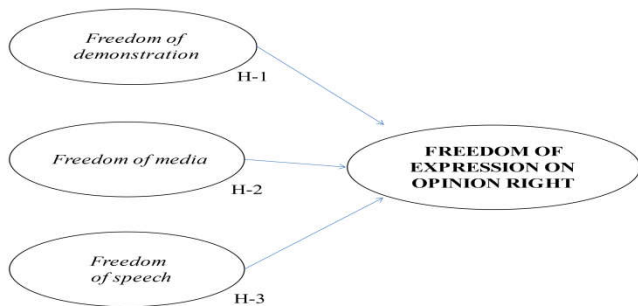 Freedom of
demonstration
H-1
Freedom of media
H-2
Freedom
of speech
H-3
FREEDOM OF
EXPRESSION ON
OPINION RIGHT